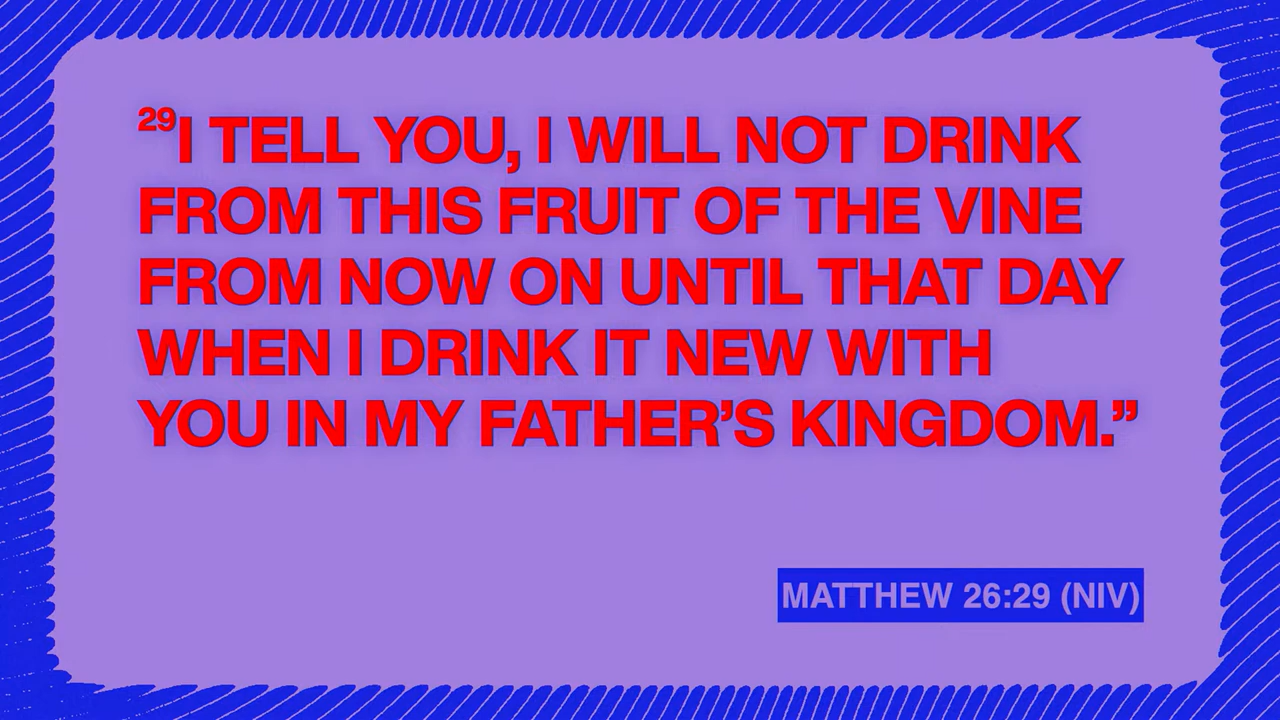 29I TELL YOU, I WILL NOT DRINK
FROM THIS FRUIT OF THE VINE
FROM NOW ON UNTIL THAT DAY
WHEN I DRINK IT NEW WITH
YOU IN MY FATHER’S KINGDOM.”
MATTHEW 26:29 (NIV)